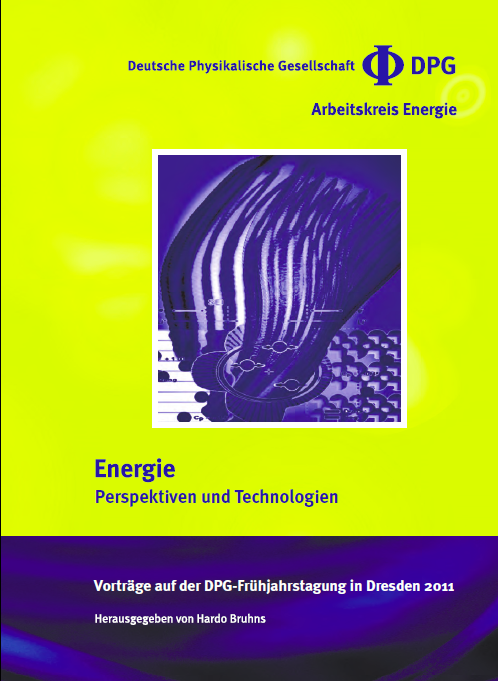 Deutsche Physikalische Gesellschaft Φ DPG
Arbeitskreis Energie
Energie
Perspektiven und Technologien
Vorträge auf der DPG-Frühjahrstagung in Dresden 2011
Herausgegeben von Hardo Bruhns